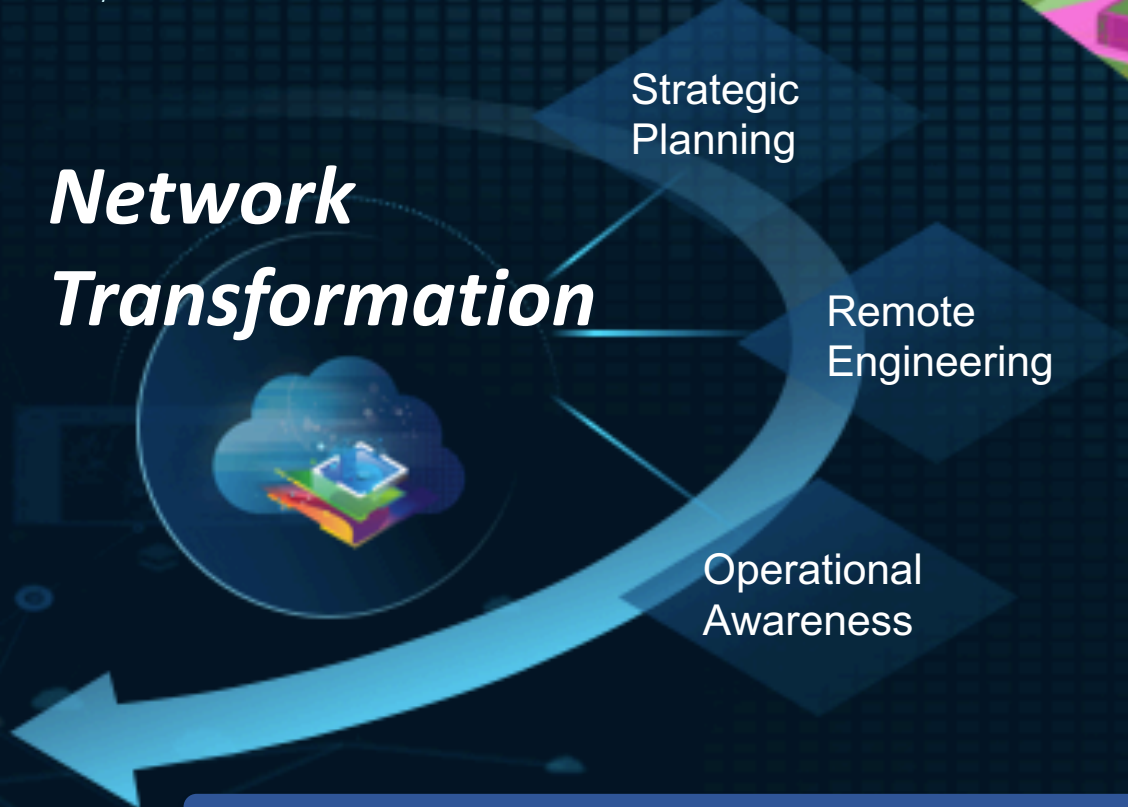 Network
Transformation
Strategic
Planning
Remote
Engineering
Operational
Awareness